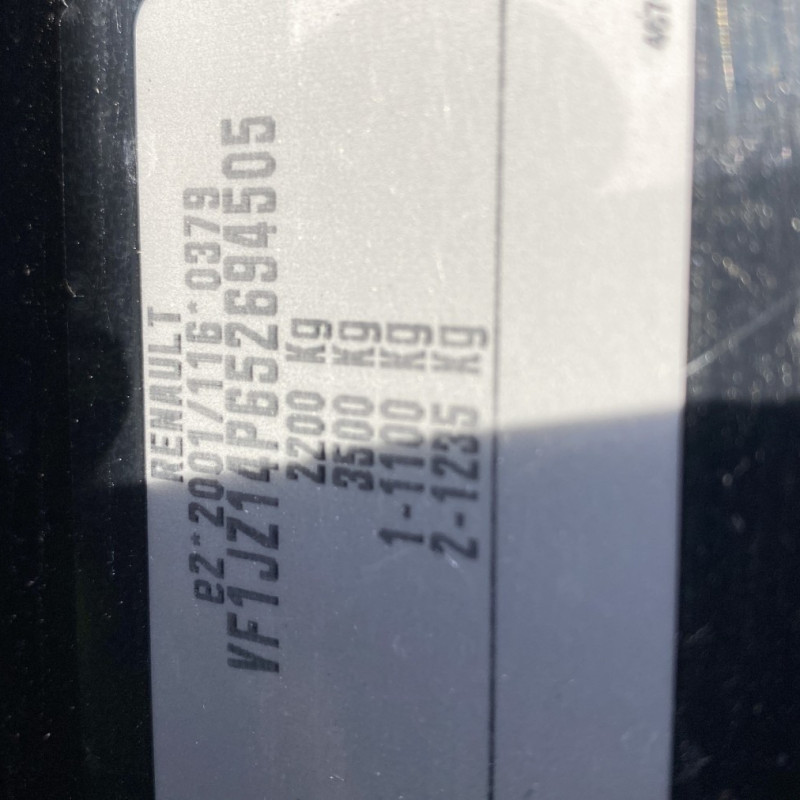 RENAULT
e2*2001/116*0379
VF1JZ14P652694505
2200 Kg
3500 Kg
1-1100 Kg
2-1235 Kg